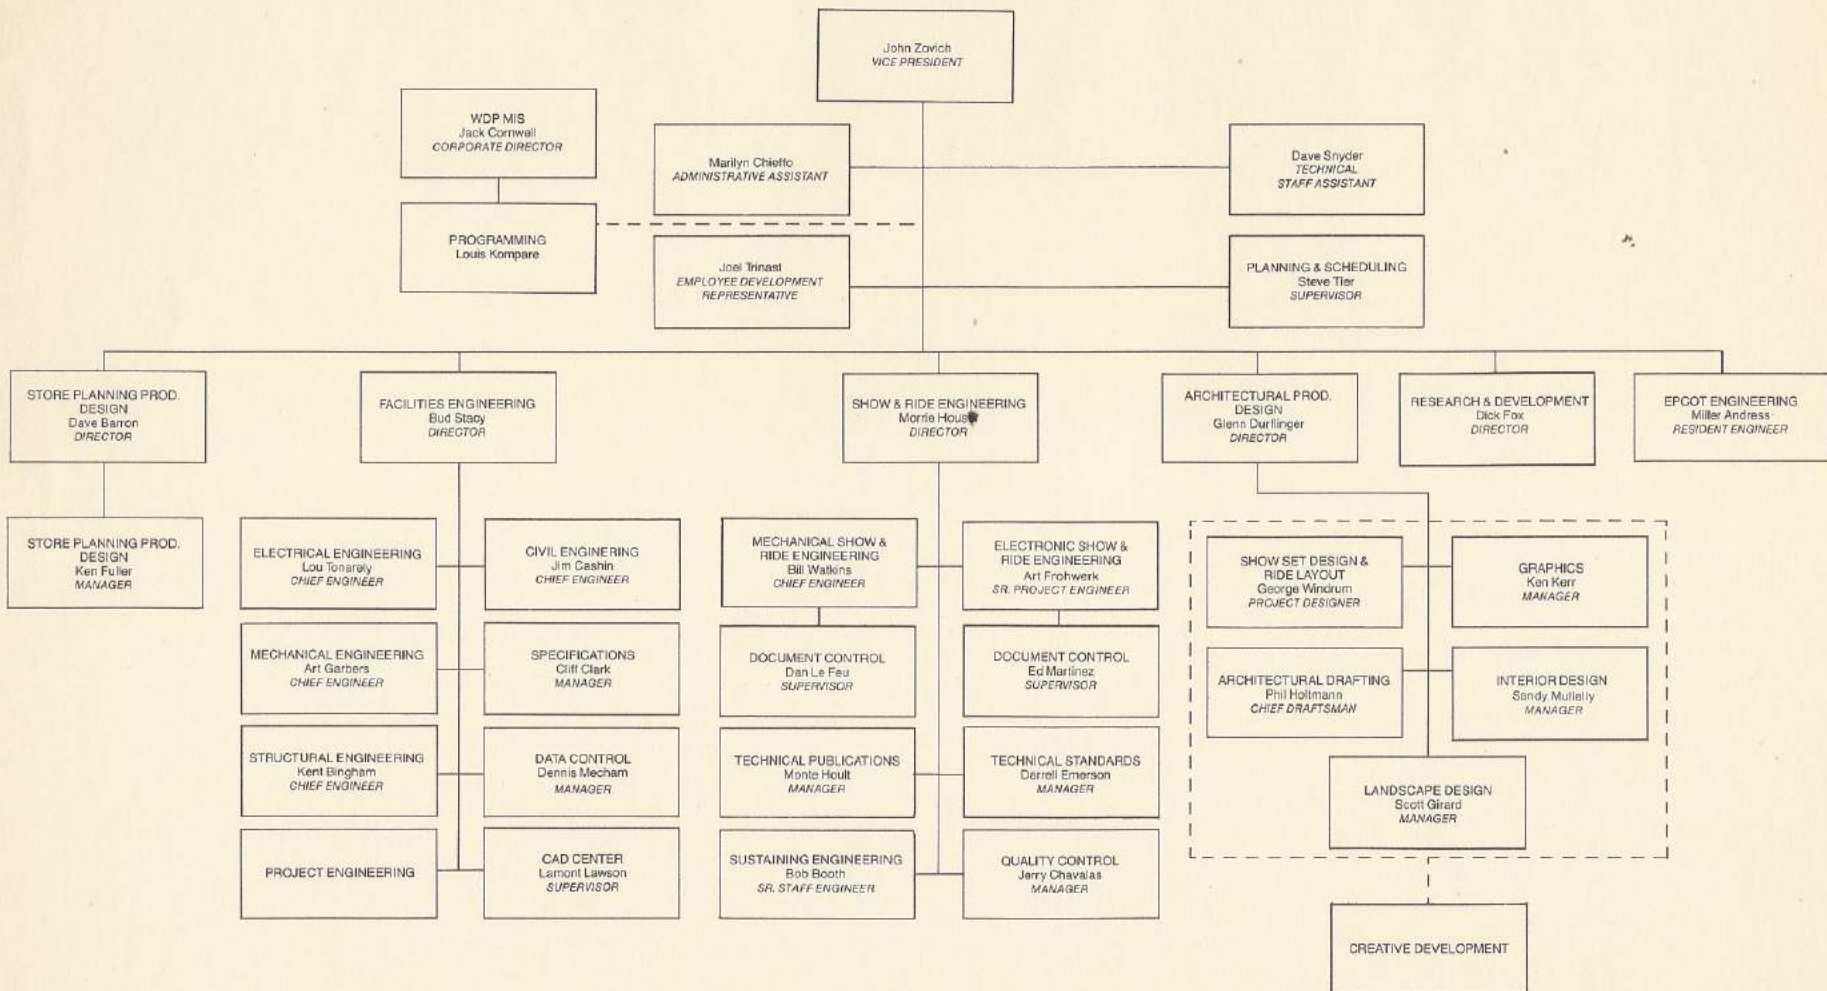 John Zovich
VICE PRESIDENT
WDP MIS
Jack Cornwell
CORPORATE DIRECTOR
Marilyn Chieffo
ADMINISTRATIVE ASSISTANT
Dave Snyder
TECHNICAL
STAFF ASSISTANT
PROGRAMMING
Louis Kompare
Joel Trinast
EMPLOYEE DEVELOPMENT
REPRESENTATIVE
PLANNING & SCHEDULING
Steve Tier
SUPERVISOR
STORE PLANNING PROD.
DESIGN
Dave Barron
DIRECTOR
FACILITIES ENGINEERING
Bud Stacy
DIRECTOR
SHOW & RIDE ENGINEERING
Morrie Houser
DIRECTOR
ARCHITECTURAL PROD.
DESIGN
Glenn Durflinger
DIRECTOR
RESEARCH & DEVELOPMENT
Dick Fox
DIRECTOR
EPCOT ENGINEERING
Miller Andress
RESIDENT ENGINEER
STORE PLANNING PROD.
DESIGN
Ken Fuller
MANAGER
ELECTRICAL ENGINEERING
Lou Tonarely
CHIEF ENGINEER
CIVIL ENGINERING
Jim Cashin
CHIEF ENGINEER
MECHANICAL ENGINEERING
Art Garbers
CHIEF ENGINEER
SPECIFICATIONS
Cliff Clark
MANAGER
STRUCTURAL ENGINEERING
Kent Bingham
CHIEF ENGINEER
DATA CONTROL
Dennis Mecham
MANAGER
PROJECT ENGINEERING
CAD CENTER
Lamont Lawson
SUPERVISOR
MECHANICAL SHOW &
RIDE ENGINEERING
Bill Watkins
CHIEF ENGINEER
ELECTRONIC SHOW &
RIDE ENGINEERING
Art Frohwerk
SR. PROJECT ENGINEER
DOCUMENT CONTROL
Dan Le Feu
SUPERVISOR
DOCUMENT CONTROL
Ed Martinez
SUPERVISOR
TECHNICAL PUBLICATIONS
Monte Hoult
MANAGER
TECHNICAL STANDARDS
Darrell Emerson
MANAGER
SUSTAINING ENGINEERING
Bob Booth
SR. STAFF ENGINEER
QUALITY CONTROL
Jerry Chavalas
MANAGER
SHOW SET DESIGN &
RIDE LAYOUT
George Windrum
PROJECT DESIGNER
GRAPHICS
Ken Kerr
MANAGER
ARCHITECTURAL DRAFTING
Phil Holtmann
CHIEF DRAFTSMAN
INTERIOR DESIGN
Sandy Mullally
MANAGER
LANDSCAPE DESIGN
Scott Girard
MANAGER
CREATIVE DEVELOPMENT